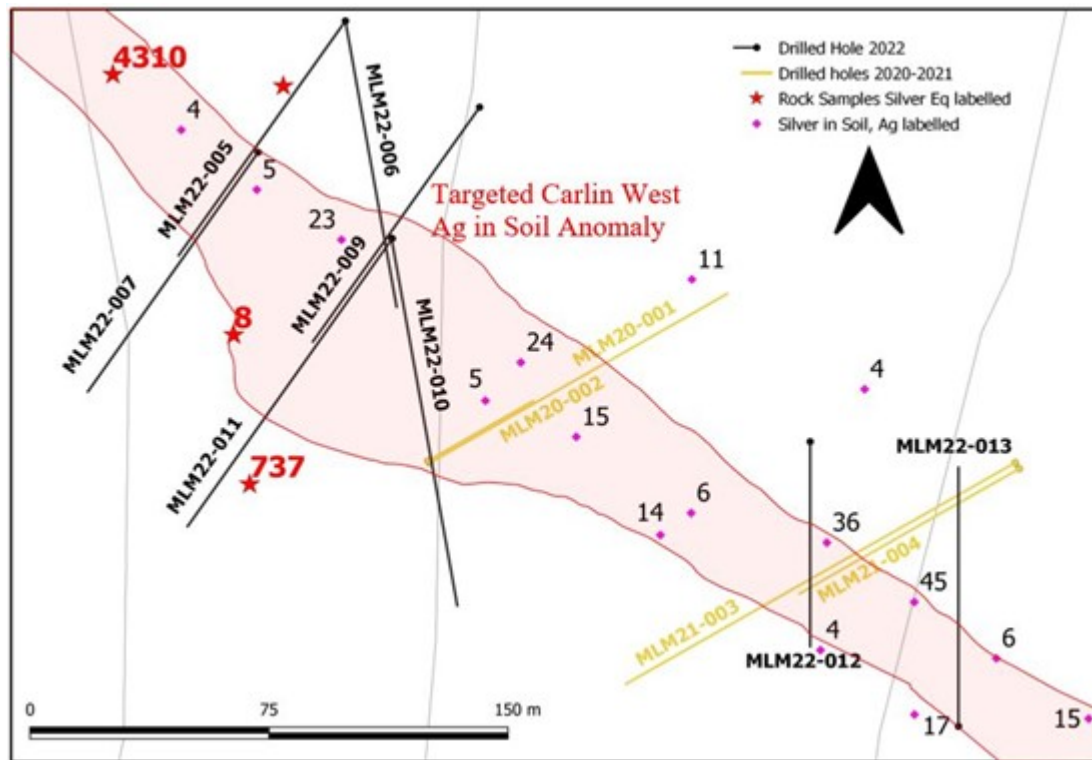 4310
Drilled Hole 2022
Drilled holes 2020-2021
Rock Samples Silver Eq labelled
Silver in Soil, Ag labelled
4
MLM22-006
MLM22-005
5
Targeted Carlin West
Ag in Soil Anomaly
23
MLM22-009
11
MLM22-007
8
MLM20-001
24
MLM22-010
5
MLM20-002
4
15
MLM22-011
MLM22-013
737
6
14
36
MLM21-004
45
MLM21-003
4
6
MLM22-012
0
75
150 m
17
15